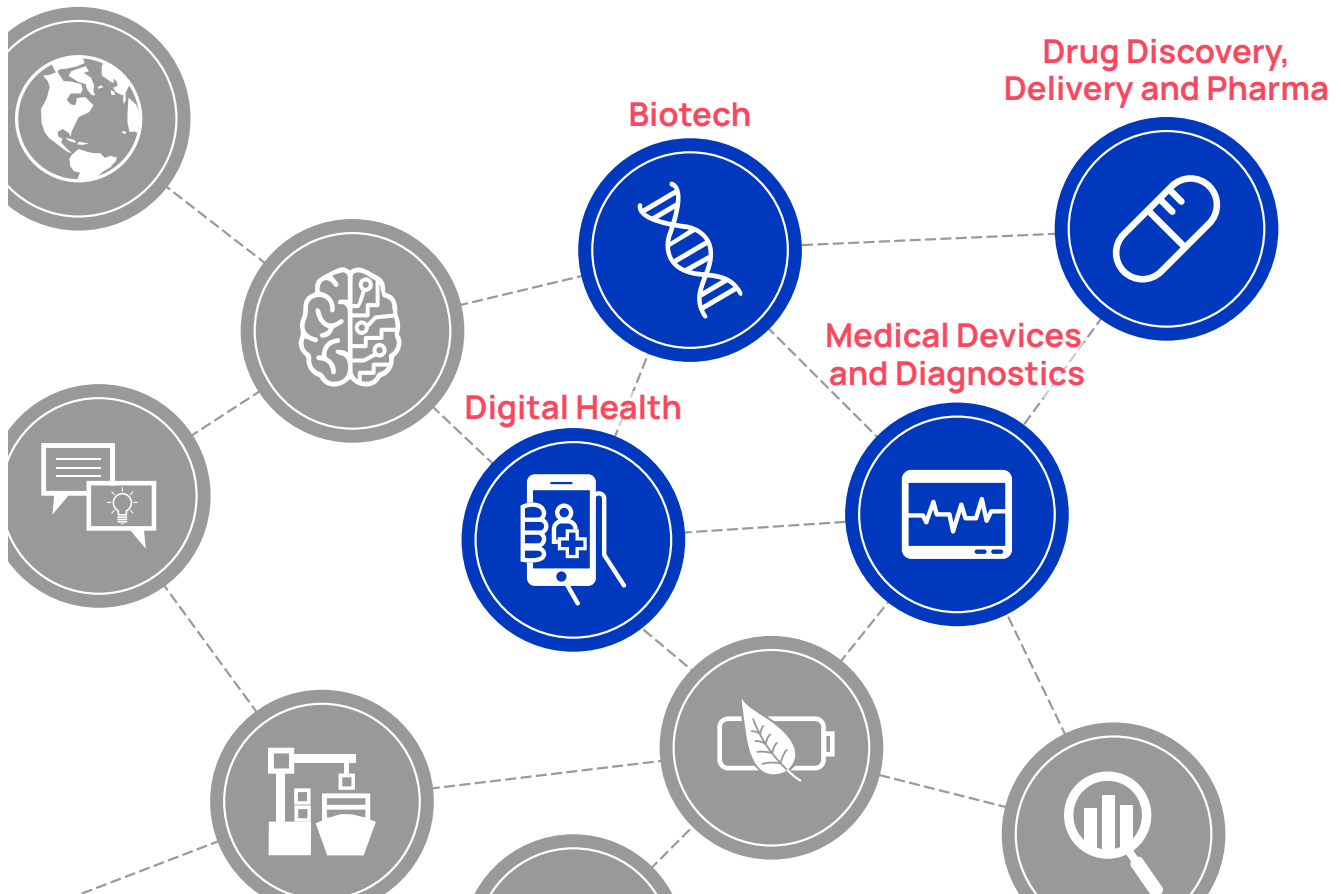 Drug Discovery,
Delivery and Pharma
Biotech
Medical Devices
and Diagnostics
Digital Health